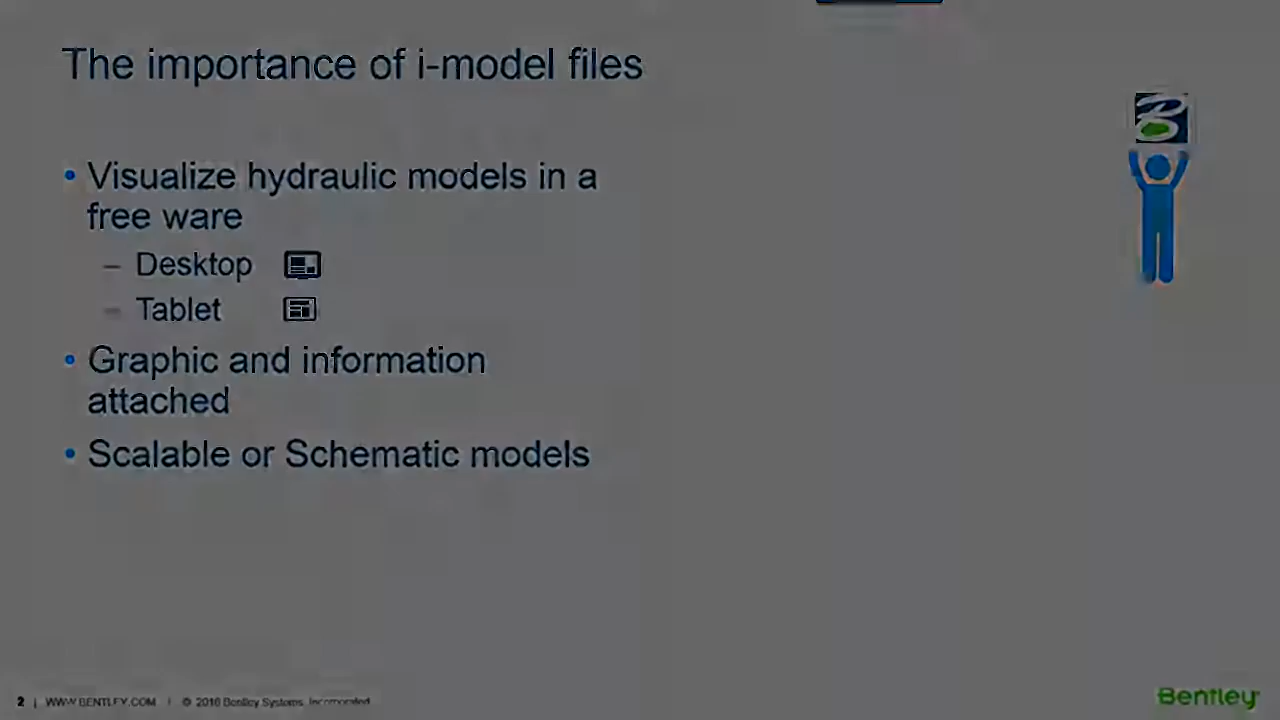 The importance of i-model files
• Visualize hydraulic models in a
free ware
– Desktop
– Tablet
• Graphic and information
attached
• Scalable or Schematic models
2 | WWW.BENTLEY.COM | © 2016 Bentley Systems, Incorporated
Bentley